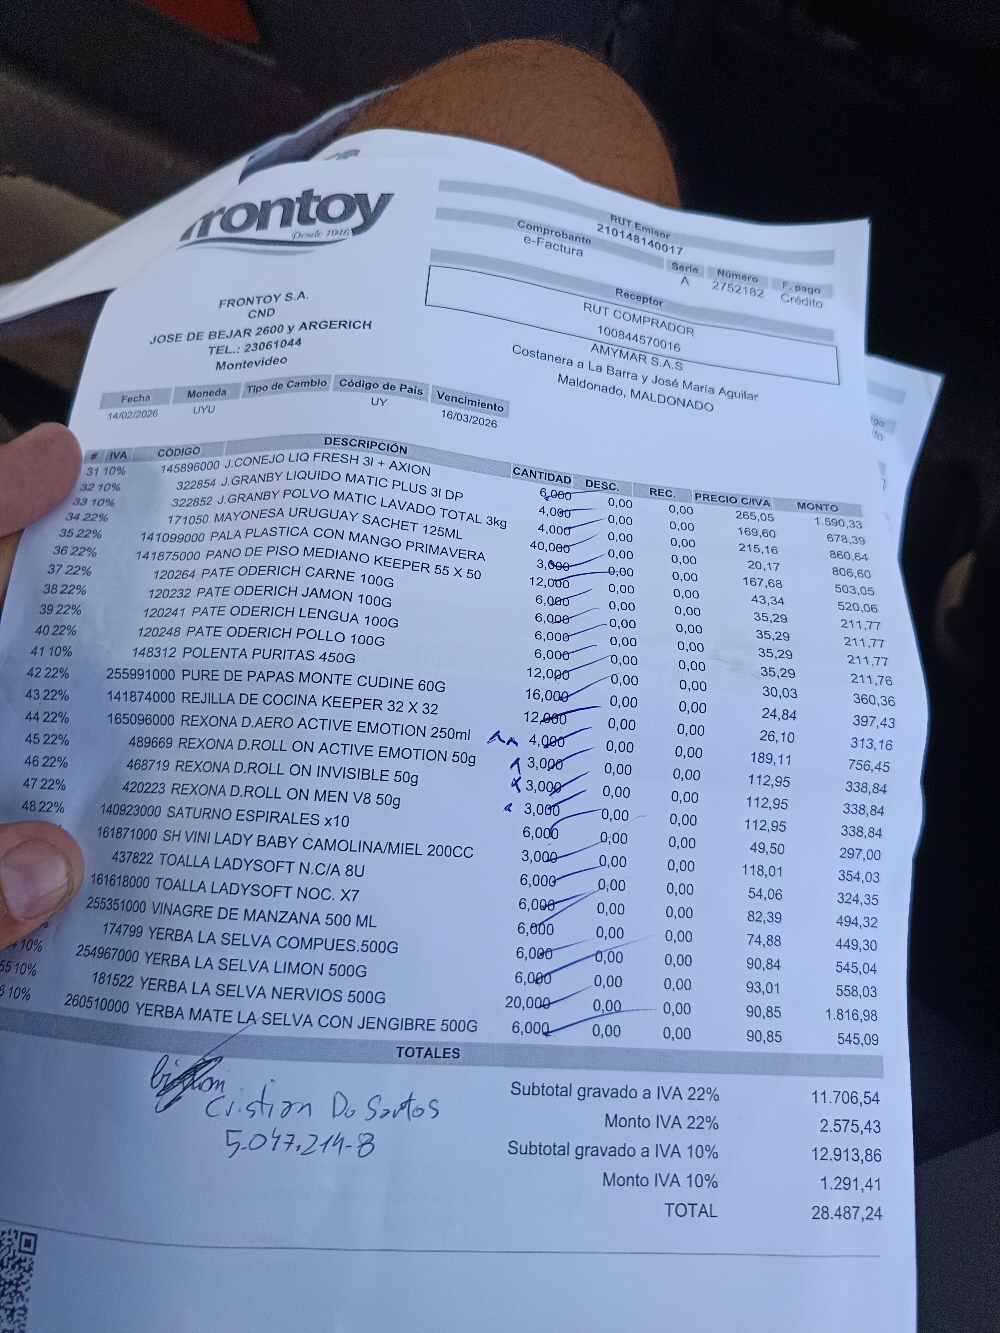 frontoy
Desde 1916
RUT Emisor
210148140017
Comprobante
e-Factura
Serie Número F. pago
A 2752182 Crédito
Receptor
RUT COMPRADOR
100844570016
AMYMAR S.A.S
Costanera a La Barra y José María Aguilar
Maldonado, MALDONADO
FRONTOY S.A.
CND
JOSE DE BEJAR 2600 y ARGERICH
TEL.: 23061044
Montevideo
Fecha Moneda Tipo de Cambio Código de País Vencimiento
14/02/2026 UYU UY 16/03/2026
# IVA CÓDIGO DESCRIPCIÓN CANTIDAD DESC. REC. PRECIO C/IVA MONTO
31 10% 145896000 J.CONEJO LIQ FRESH 3l + AXION 6,000 0,00 0,00 265,05 1.590,33
32 10% 322854 J.GRANBY LIQUIDO MATIC PLUS 3l DP 4,000 0,00 0,00 169,60 678,39
33 10% 322852 J.GRANBY POLVO MATIC LAVADO TOTAL 3kg 4,000 0,00 0,00 215,16 860,64
34 22% 171050 MAYONESA URUGUAY SACHET 125ML 40,000 0,00 0,00 20,17 806,60
35 22% 141099000 PALA PLASTICA CON MANGO PRIMAVERA 3,000 0,00 0,00 167,68 503,05
36 22% 141875000 PANO DE PISO MEDIANO KEEPER 55 X 50 12,000 0,00 0,00 43,34 520,06
37 22% 120264 PATE ODERICH CARNE 100G 6,000 0,00 0,00 35,29 211,77
38 22% 120232 PATE ODERICH JAMON 100G 6,000 0,00 0,00 35,29 211,77
39 22% 120241 PATE ODERICH LENGUA 100G 6,000 0,00 0,00 35,29 211,77
40 22% 120248 PATE ODERICH POLLO 100G 6,000 0,00 0,00 35,29 211,76
41 10% 148312 POLENTA PURITAS 450G 12,000 0,00 0,00 30,03 360,36
42 22% 255991000 PURE DE PAPAS MONTE CUDINE 60G 16,000 0,00 0,00 24,84 397,43
43 22% 141874000 REJILLA DE COCINA KEEPER 32 X 32 12,000 0,00 0,00 26,10 313,16
44 22% 165096000 REXONA D.AERO ACTIVE EMOTION 250ml 4,000 0,00 0,00 189,11 756,45
45 22% 489669 REXONA D.ROLL ON ACTIVE EMOTION 50g 3,000 0,00 0,00 112,95 338,84
46 22% 468719 REXONA D.ROLL ON INVISIBLE 50g 3,000 0,00 0,00 112,95 338,84
47 22% 420223 REXONA D.ROLL ON MEN V8 50g 3,000 0,00 0,00 112,95 338,84
48 22% 140923000 SATURNO ESPIRALES x10 6,000 0,00 0,00 49,50 297,00
161871000 SH VINI LADY BABY CAMOLINA/MIEL 200CC 3,000 0,00 0,00 118,01 354,03
437822 TOALLA LADYSOFT N.C/A 8U 6,000 0,00 0,00 54,06 324,35
161618000 TOALLA LADYSOFT NOC. X7 6,000 0,00 0,00 82,39 494,32
255351000 VINAGRE DE MANZANA 500 ML 6,000 0,00 0,00 74,88 449,30
174799 YERBA LA SELVA COMPUES.500G 6,000 0,00 0,00 90,84 545,04
10% 254967000 YERBA LA SELVA LIMON 500G 6,000 0,00 0,00 93,01 558,03
55 10% 181522 YERBA LA SELVA NERVIOS 500G 20,000 0,00 0,00 90,85 1.816,98
6 10% 260510000 YERBA MATE LA SELVA CON JENGIBRE 500G 6,000 0,00 0,00 90,85 545,09
TOTALES
Subtotal gravado a IVA 22% 11.706,54
Monto IVA 22% 2.575,43
Subtotal gravado a IVA 10% 12.913,86
Monto IVA 10% 1.291,41
TOTAL 28.487,24
Cristian Do Santos
5.047.214-8